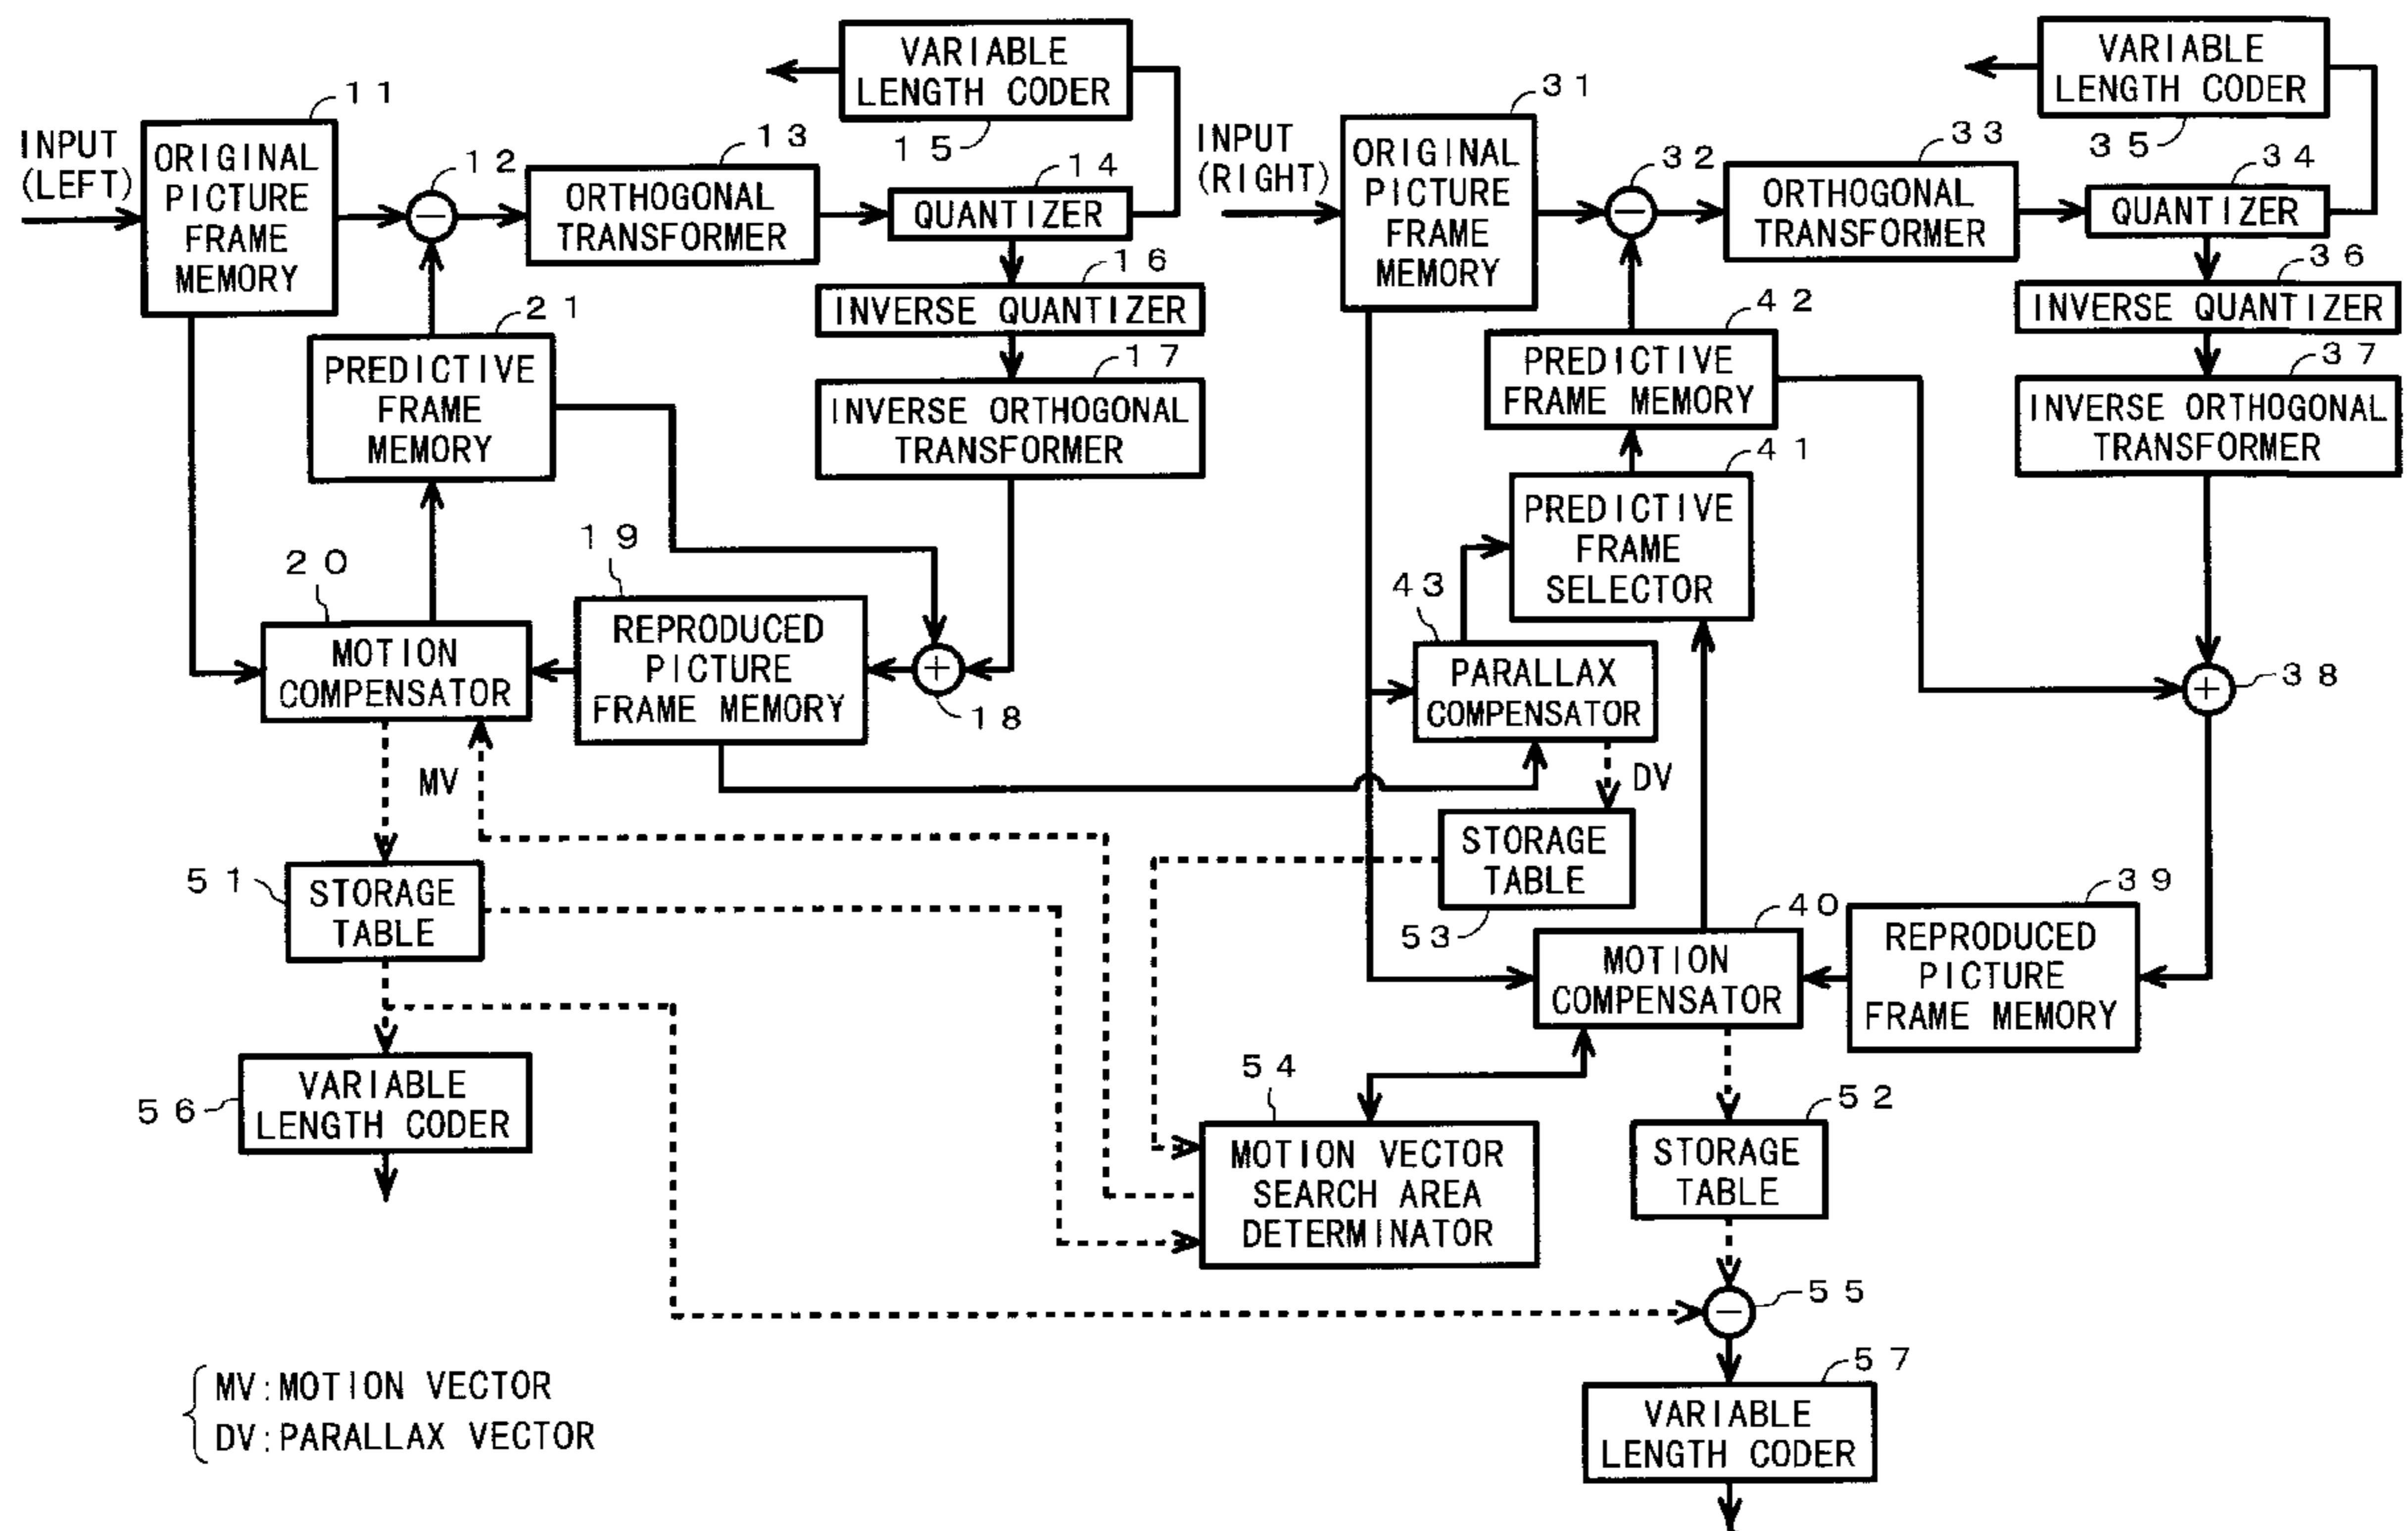 VARIABLE
LENGTH CODER
15
VARIABLE
LENGTH CODER
35
INPUT
(LEFT)
11
ORIGINAL
PICTURE
FRAME
MEMORY
12
−
13
ORTHOGONAL
TRANSFORMER
14
QUANTIZER
16
INVERSE QUANTIZER
17
INVERSE ORTHOGONAL
TRANSFORMER
21
PREDICTIVE
FRAME
MEMORY
20
MOTION
COMPENSATOR
19
REPRODUCED
PICTURE
FRAME MEMORY
+
18
MV
51
STORAGE
TABLE
56
VARIABLE
LENGTH CODER
INPUT
(RIGHT)
31
ORIGINAL
PICTURE
FRAME
MEMORY
32
−
33
ORTHOGONAL
TRANSFORMER
34
QUANTIZER
36
INVERSE QUANTIZER
37
INVERSE ORTHOGONAL
TRANSFORMER
42
PREDICTIVE
FRAME MEMORY
41
PREDICTIVE
FRAME
SELECTOR
43
PARALLAX
COMPENSATOR
+
38
DV
STORAGE
TABLE
53
40
MOTION
COMPENSATOR
39
REPRODUCED
PICTURE
FRAME MEMORY
54
MOTION VECTOR
SEARCH AREA
DETERMINATOR
52
STORAGE
TABLE
−
55
57
VARIABLE
LENGTH CODER
MV:MOTION VECTOR
DV:PARALLAX VECTOR